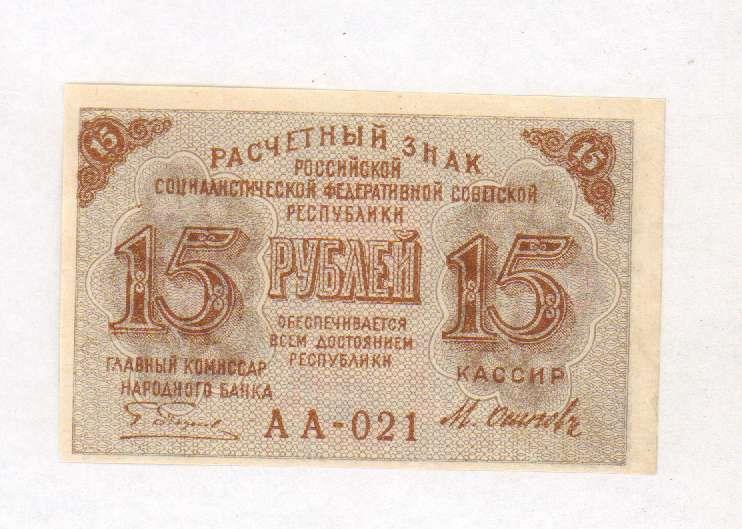 15
15
РАСЧЕТНЫЙ ЗНАК
РОССИЙСКОЙ
СОЦИАЛИСТИЧЕСКОЙ ФЕДЕРАТИВНОЙ СОВЕТСКОЙ
РЕСПУБЛИКИ
15 РУБЛЕЙ 15
ОБЕСПЕЧИВАЕТСЯ
ВСЕМ ДОСТОЯНИЕМ
РЕСПУБЛИКИ
ГЛАВНЫЙ КОМИССАР
НАРОДНОГО БАНКА
КАССИР
АА-021